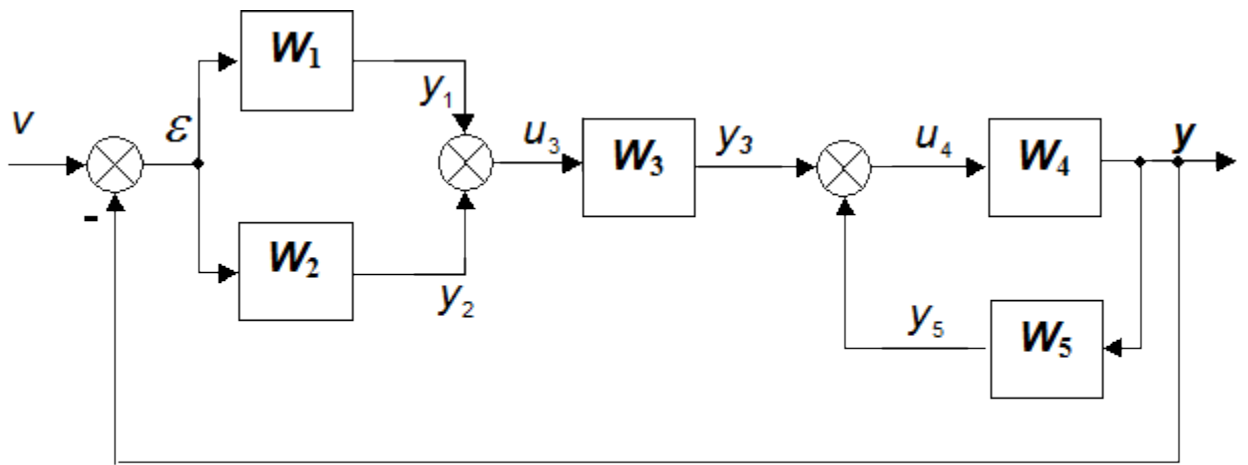 W₁
v
ε
y₁
u₃
W₃
y₃
u₄
W₄
y
-
W₂
y₂
y₅
W₅